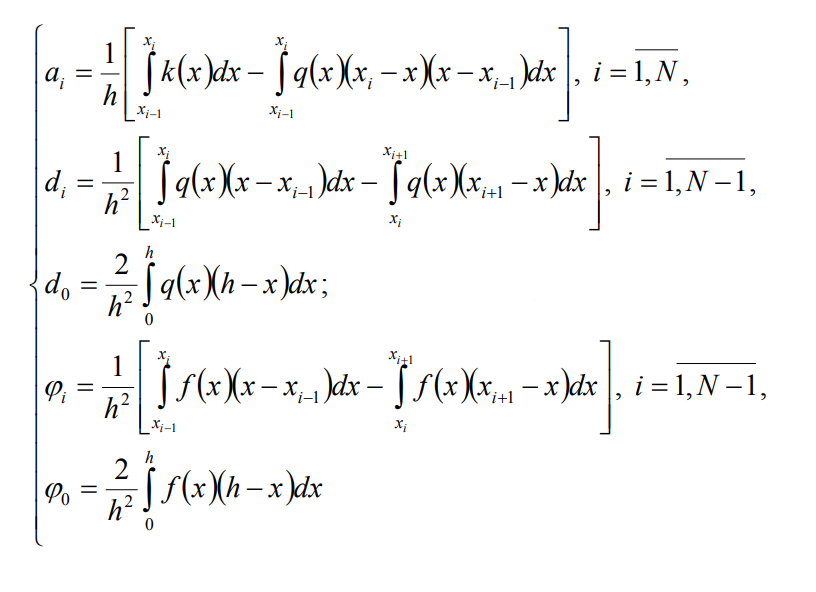 a_i = \frac{1}{h} \left[ \int_{x_{i-1}}^{x_i} k(x)dx - \int_{x_{i-1}}^{x_i} q(x)(x_i - x)(x - x_{i-1})dx \right], i = \overline{1,N},
d_i = \frac{1}{h^2} \left[ \int_{x_{i-1}}^{x_i} q(x)(x - x_{i-1})dx - \int_{x_i}^{x_{i+1}} q(x)(x_{i+1} - x)dx \right], i = \overline{1,N-1},
d_0 = \frac{2}{h^2} \int_0^h q(x)(h - x)dx;
\varphi_i = \frac{1}{h^2} \left[ \int_{x_{i-1}}^{x_i} f(x)(x - x_{i-1})dx - \int_{x_i}^{x_{i+1}} f(x)(x_{i+1} - x)dx \right], i = \overline{1,N-1},
\varphi_0 = \frac{2}{h^2} \int_0^h f(x)(h - x)dx